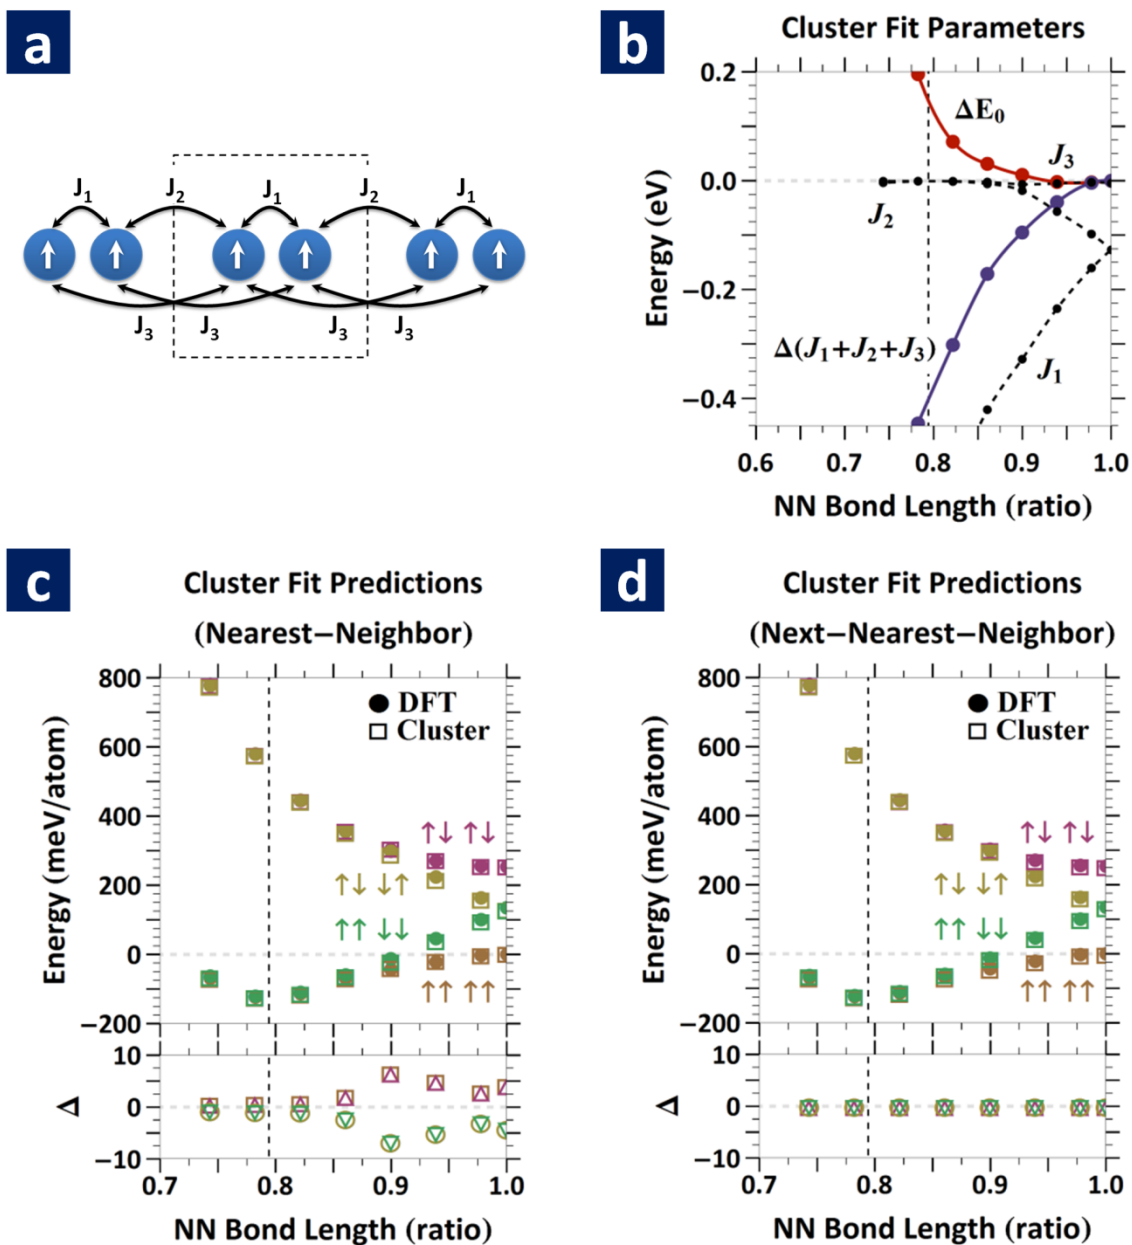 a
J1 J2 J1 J2 J1
↑ ↑ ↑ ↑ ↑ ↑
J3 J3 J3 J3
b
Cluster Fit Parameters
0.2
ΔE0
J3
0.0
J2
Energy (eV)
−0.2
Δ(J1+J2+J3)
J1
−0.4
0.6 0.7 0.8 0.9 1.0
NN Bond Length (ratio)
c
Cluster Fit Predictions
(Nearest−Neighbor)
800
DFT
Cluster
600
Energy (meV/atom)
400
↑↓ ↑↓
200
↑↓ ↓↑
↑↑ ↓↓
0
↑↑ ↑↑
−200
10
Δ
0
−10
0.7 0.8 0.9 1.0
NN Bond Length (ratio)
d
Cluster Fit Predictions
(Next−Nearest−Neighbor)
800
DFT
Cluster
600
Energy (meV/atom)
400
↑↓ ↑↓
200
↑↓ ↓↑
↑↑ ↓↓
0
↑↑ ↑↑
−200
10
Δ
0
−10
0.7 0.8 0.9 1.0
NN Bond Length (ratio)